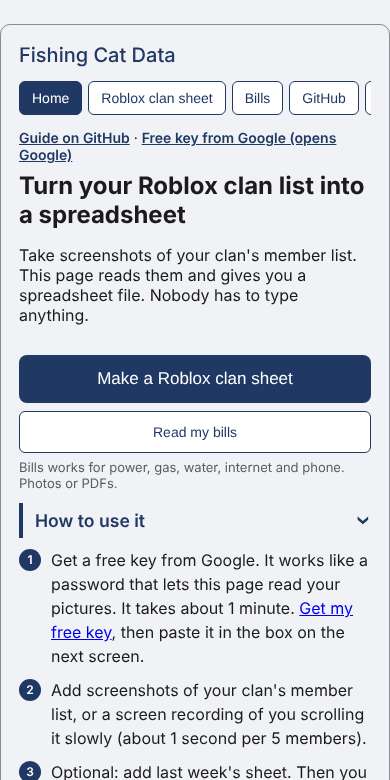 Fishing Cat Data
Home
Roblox clan sheet
Bills
GitHub
Guide on GitHub · Free key from Google (opens
Google)
Turn your Roblox clan list into
a spreadsheet
Take screenshots of your clan's member list.
This page reads them and gives you a
spreadsheet file. Nobody has to type
anything.
Make a Roblox clan sheet
Read my bills
Bills works for power, gas, water, internet and phone.
Photos or PDFs.
How to use it
1 Get a free key from Google. It works like a
password that lets this page read your
pictures. It takes about 1 minute. Get my
free key, then paste it in the box on the
next screen.
2 Add screenshots of your clan's member
list, or a screen recording of you scrolling
it slowly (about 1 second per 5 members).
3 Optional: add last week's sheet. Then you